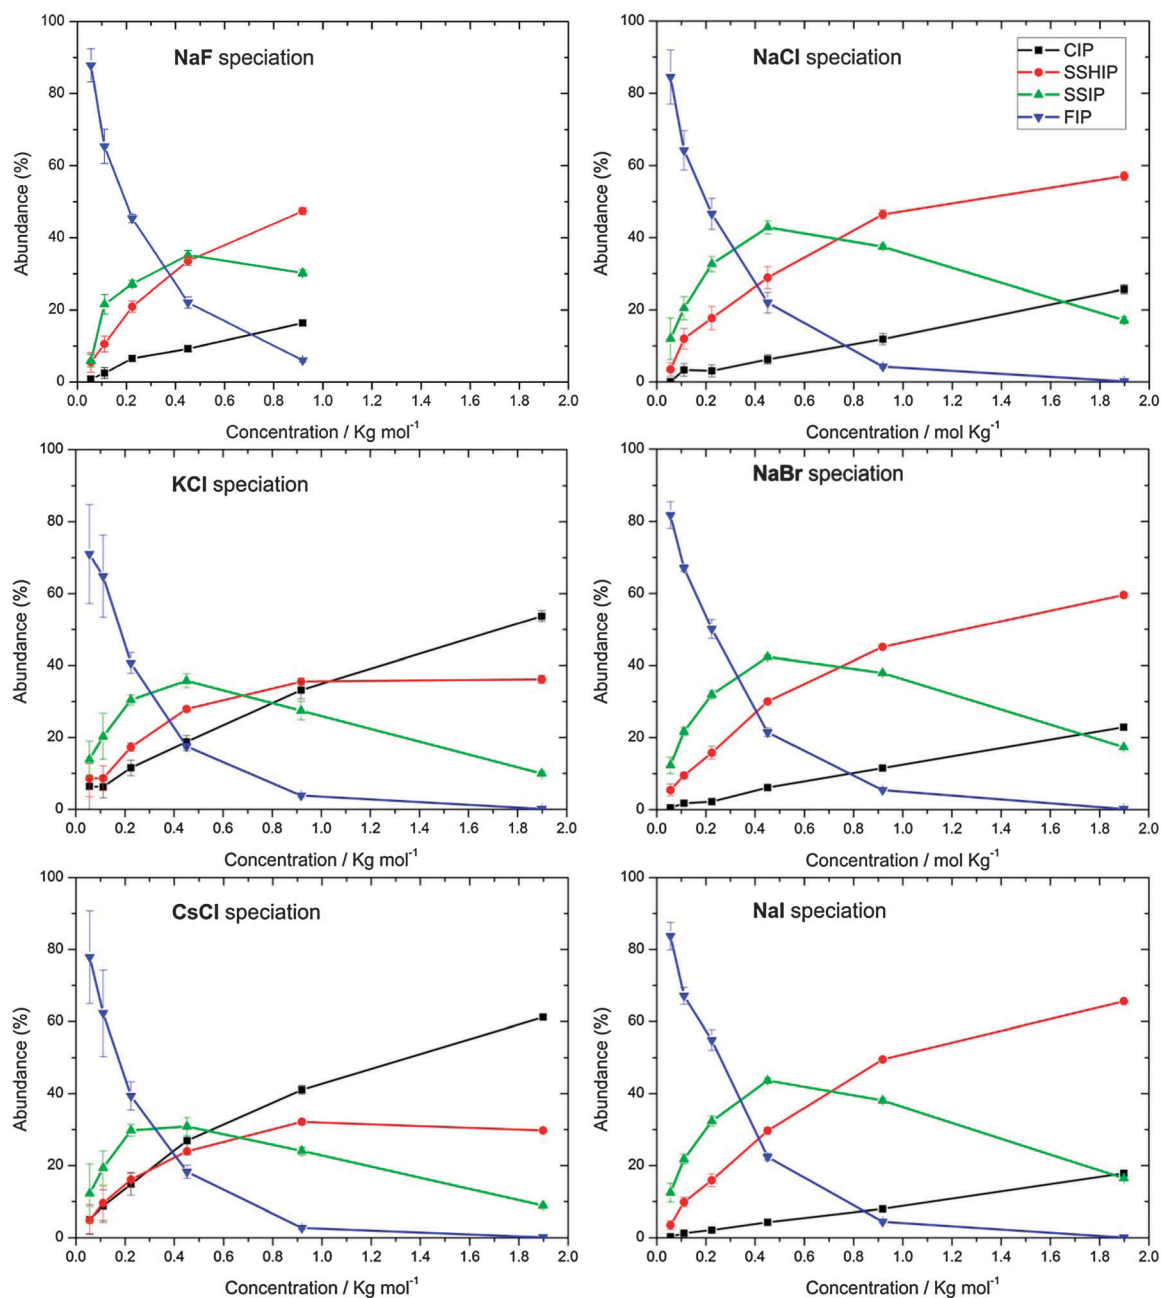 NaF speciation
100
80
60
40
20
0
Abundance (%)
0.0 0.2 0.4 0.6 0.8 1.0 1.2 1.4 1.6 1.8 2.0
Concentration / Kg mol⁻¹
NaCl speciation
CIP
SSHIP
SSIP
FIP
100
80
60
40
20
0
Abundance (%)
0.0 0.2 0.4 0.6 0.8 1.0 1.2 1.4 1.6 1.8 2.0
Concentration / mol Kg⁻¹
KCl speciation
100
80
60
40
20
0
Abundance (%)
0.0 0.2 0.4 0.6 0.8 1.0 1.2 1.4 1.6 1.8 2.0
Concentration / Kg mol⁻¹
NaBr speciation
100
80
60
40
20
0
Abundance (%)
0.0 0.2 0.4 0.6 0.8 1.0 1.2 1.4 1.6 1.8 2.0
Concentration / mol Kg⁻¹
CsCl speciation
100
80
60
40
20
0
Abundance (%)
0.0 0.2 0.4 0.6 0.8 1.0 1.2 1.4 1.6 1.8 2.0
Concentration / Kg mol⁻¹
NaI speciation
100
80
60
40
20
0
Abundance (%)
0.0 0.2 0.4 0.6 0.8 1.0 1.2 1.4 1.6 1.8 2.0
Concentration / mol Kg⁻¹